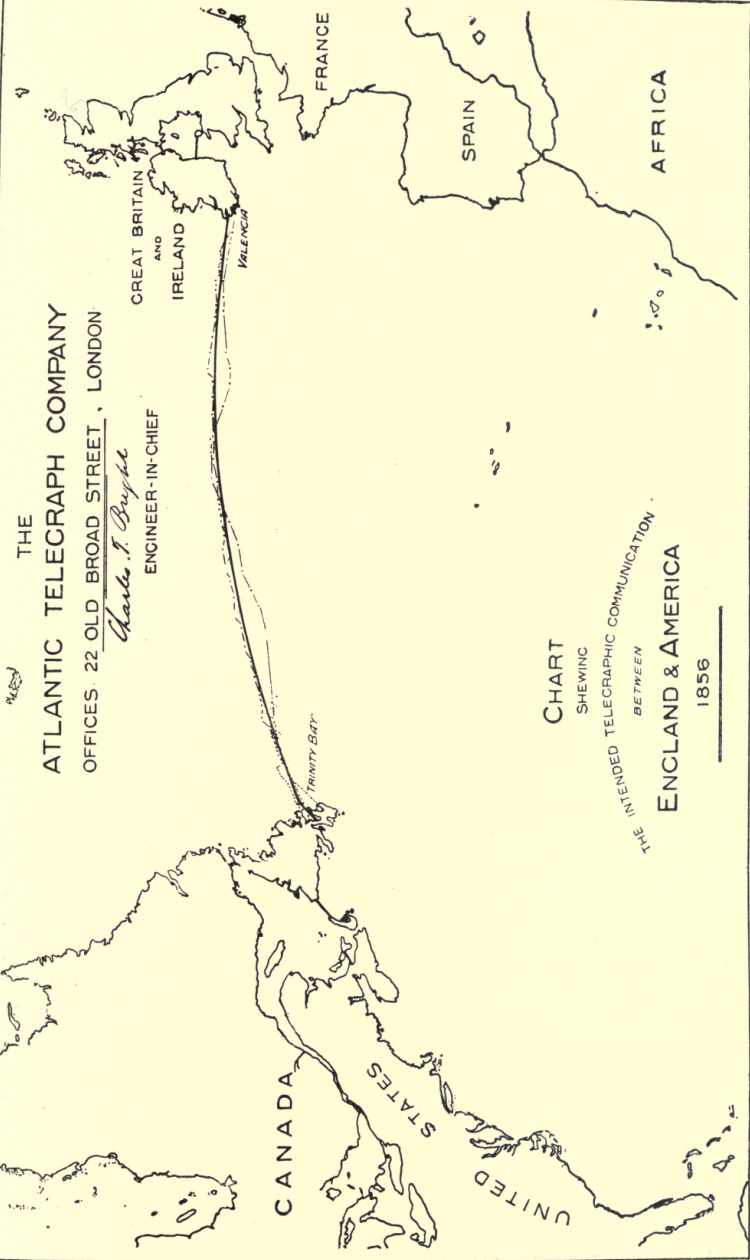 THE
ATLANTIC TELEGRAPH COMPANY
OFFICES 22 OLD BROAD STREET, LONDON
Charles. T. Bright
ENGINEER-IN-CHIEF
GREAT BRITAIN
AND
IRELAND
VALENCIA
FRANCE
SPAIN
AFRICA
TRINITY BAY
CANADA
UNITED STATES
CHART
SHEWING
THE INTENDED TELEGRAPHIC COMMUNICATION
BETWEEN
ENGLAND & AMERICA
1856